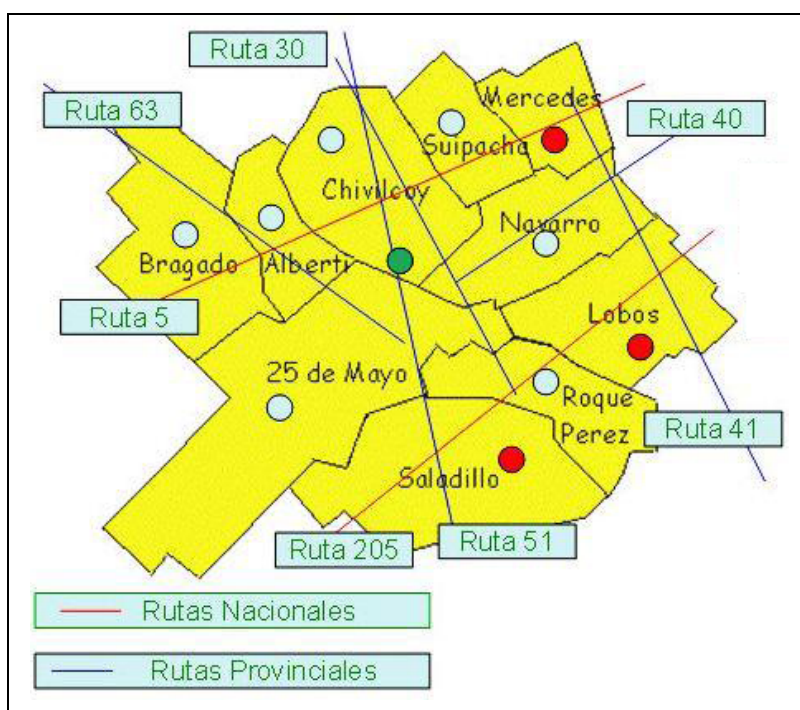 Ruta 30
Ruta 63
Mercedes
Ruta 40
Suipacha
Chivilcoy
Navarro
Bragado
Alberti
Ruta 5
Lobos
25 de Mayo
Roque
Perez
Ruta 41
Saladillo
Ruta 205
Ruta 51
Rutas Nacionales
Rutas Provinciales